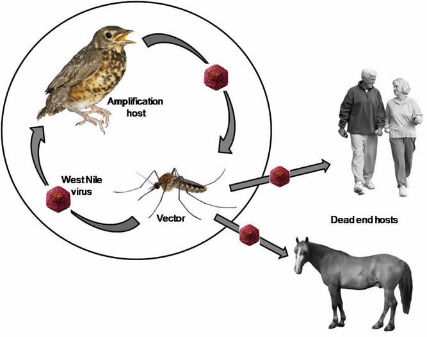 Amplification
host
West Nile
virus
Vector
Dead end hosts